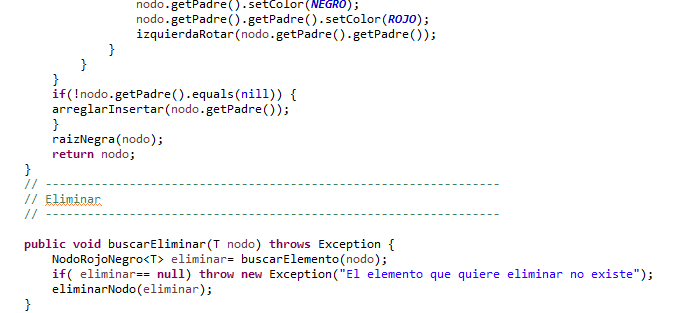 nodo.getPadre().setColor(NEGRO);
nodo.getPadre().getPadre().setColor(ROJO);
izquierdaRotar(nodo.getPadre().getPadre());
}
}
}
if(!nodo.getPadre().equals(nill)) {
arreglarInsertar(nodo.getPadre());
}
raizNegra(nodo);
return nodo;
}
// -----------------------------------------------------------------
// Eliminar
// -----------------------------------------------------------------
public void buscarEliminar(T nodo) throws Exception {
NodoRojoNegro<T> eliminar= buscarElemento(nodo);
if( eliminar== null) throw new Exception("El elemento que quiere eliminar no existe");
eliminarNodo(eliminar);
}